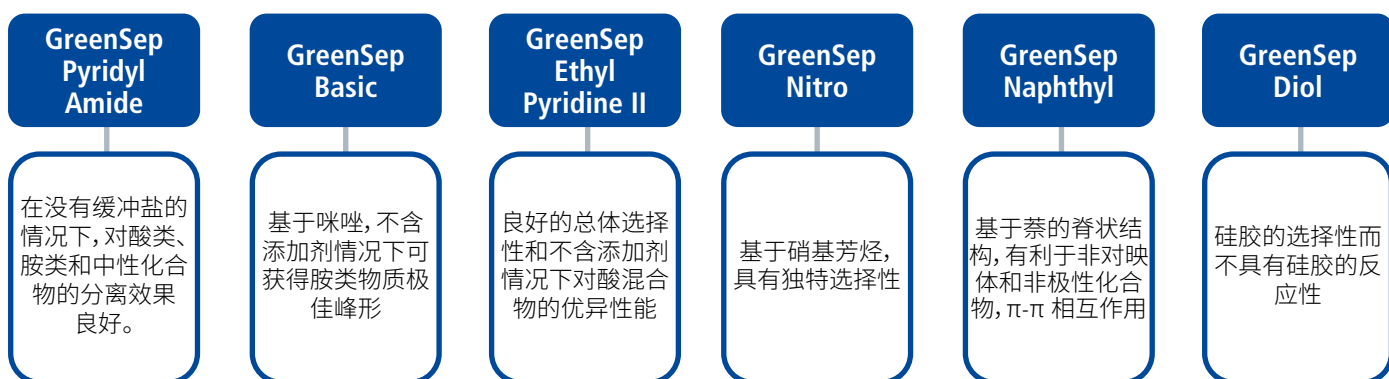 GreenSep
Pyridyl
Amide
在没有缓冲盐的
情况下，对酸类、
胺类和中性化合
物的分离效果
良好。
GreenSep
Basic
基于咪唑，不含
添加剂情况下可
获得胺类物质极
佳峰形
GreenSep
Ethyl
Pyridine II
良好的总体选择
性和不含添加剂
情况下对酸混合
物的优异性能
GreenSep
Nitro
基于硝基芳烃，
具有独特选择性
GreenSep
Naphthyl
基于萘的脊状结
构，有利于非对映
体和非极性化合
物，π-π 相互作用
GreenSep
Diol
硅胶的选择性而
不具有硅胶的反
应性